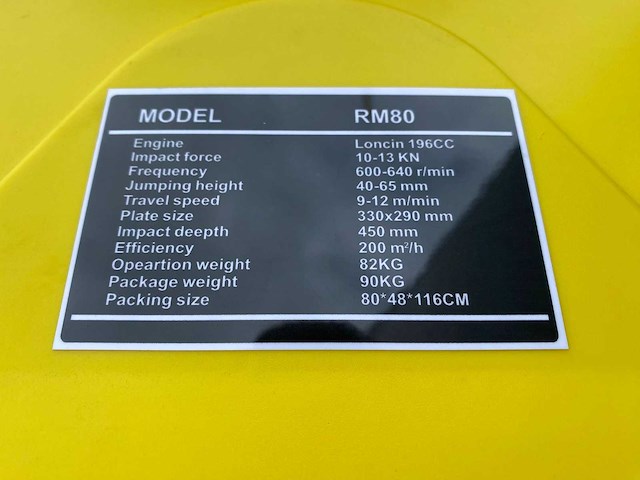 MODEL RM80
Engine Loncin 196CC
Impact force 10-13 KN
Frequency 600-640 r/min
Jumping height 40-65 mm
Travel speed 9-12 m/min
Plate size 330x290 mm
Impact deepth 450 mm
Efficiency 200 m²/h
Opeartion weight 82KG
Package weight 90KG
Packing size 80*48*116CM